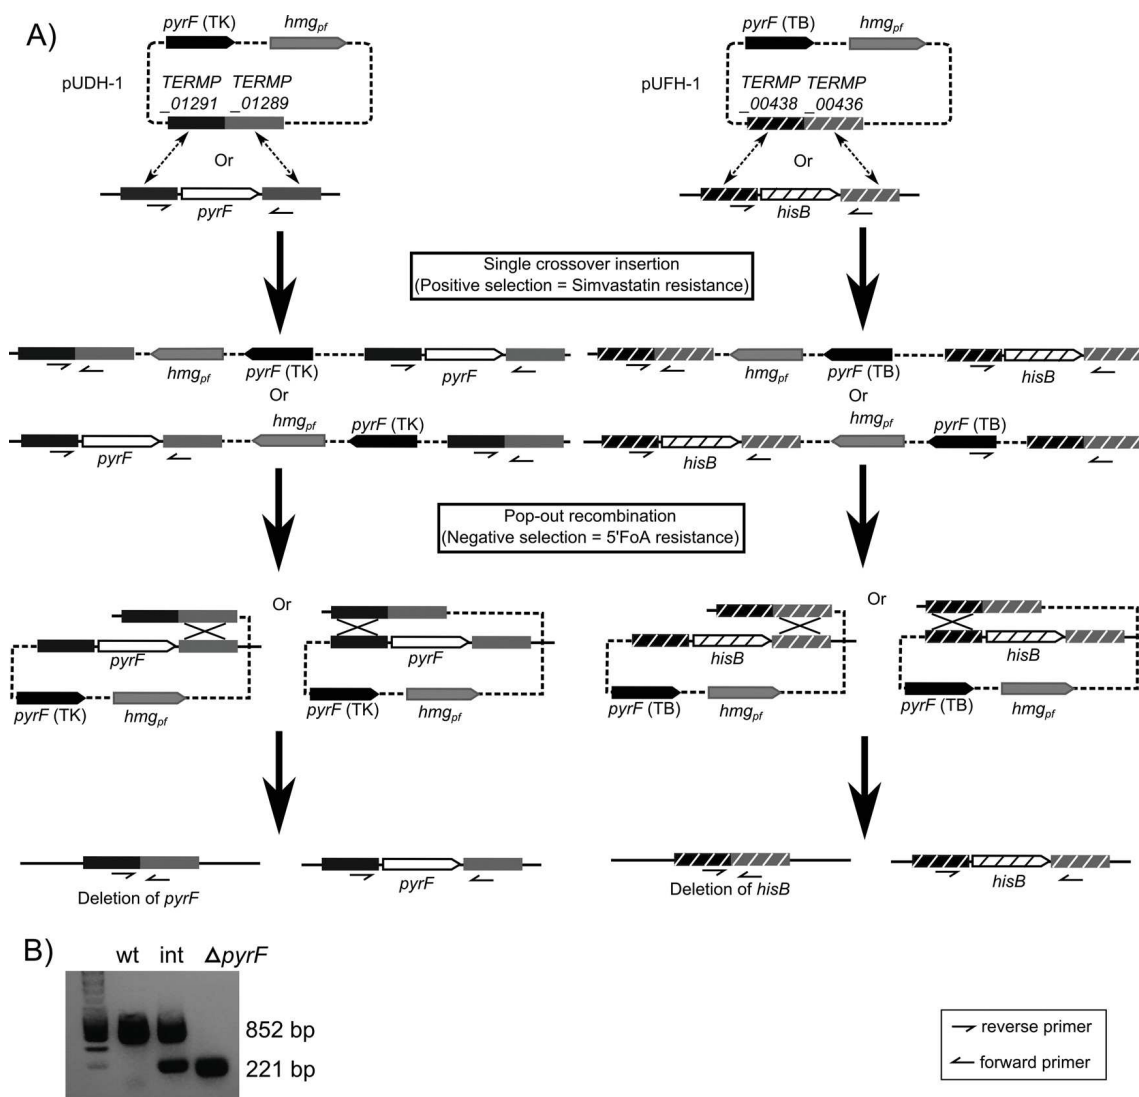 A)
pyrF (TK)
hmgpf
pUDH-1
TERMP
_01291
TERMP
_01289
Or
pyrF
pyrF (TB)
hmgpf
pUFH-1
TERMP
_00438
TERMP
_00436
Or
hisB
Single crossover insertion
(Positive selection = Simvastatin resistance)
hmgpf
pyrF (TK)
pyrF
Or
hmgpf
pyrF (TK)
pyrF
hmgpf
pyrF (TB)
hisB
Or
hmgpf
pyrF (TB)
hisB
Pop-out recombination
(Negative selection = 5'FoA resistance)
Or
pyrF
pyrF (TK)
hmgpf
pyrF
pyrF (TK)
hmgpf
Or
hisB
pyrF (TB)
hmgpf
hisB
pyrF (TB)
hmgpf
Deletion of pyrF
pyrF
Deletion of hisB
hisB
B)
wt int ΔpyrF
852 bp
221 bp
reverse primer
forward primer